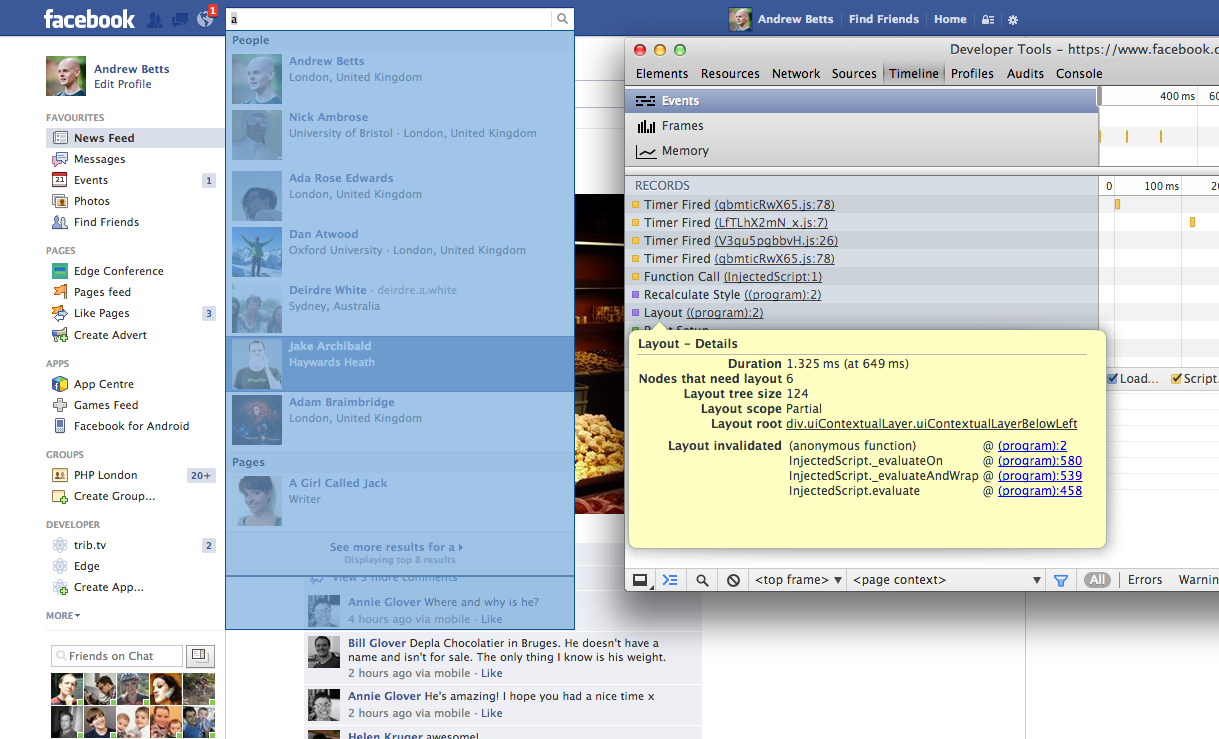 facebook
1
a
Andrew Betts
Find Friends
Home
Andrew Betts
Edit Profile
FAVOURITES
News Feed
Messages
Events 1
Photos
Find Friends
PAGES
Edge Conference
Pages feed
Like Pages 3
Create Advert
APPS
App Centre
Games Feed
Facebook for Android
GROUPS
PHP London 20+
Create Group...
DEVELOPER
trib.tv 2
Edge
Create App...
MORE
Friends on Chat
People
Andrew Betts
London, United Kingdom
Nick Ambrose
University of Bristol · London, United Kingdom
Ada Rose Edwards
London, United Kingdom
Dan Atwood
Oxford University · London, United Kingdom
Deirdre White · deirdre.a.white
Sydney, Australia
Jake Archibald
Haywards Heath
Adam Braimbridge
London, United Kingdom
Pages
A Girl Called Jack
Writer
See more results for a
Displaying top 8 results
View 5 more comments
Annie Glover Where and why is he?
4 hours ago via mobile · Like
Bill Glover Depla Chocolatier in Bruges. He doesn't have a
name and isn't for sale. The only thing I know is his weight.
2 hours ago via mobile · Like
Annie Glover He's amazing! I hope you had a nice time x
2 hours ago via mobile · Like
Helen Kruger awesome!
Developer Tools - https://www.facebook.c
Elements Resources Network Sources Timeline Profiles Audits Console
Events
Frames
Memory
400 ms 60
RECORDS
0 100 ms 20
Timer Fired (qbmticRwX65.js:78)
Timer Fired (LfTLhX2mN_x.js:7)
Timer Fired (V3qu5pgbbvH.js:26)
Timer Fired (qbmticRwX65.js:78)
Function Call (InjectedScript:1)
Recalculate Style ((program):2)
Layout ((program):2)
Layout - Details
Duration 1.325 ms (at 649 ms)
Nodes that need layout 6
Layout tree size 124
Layout scope Partial
Layout root div.uiContextualLayer.uiContextualLayerBelowLeft
Layout invalidated (anonymous function) @ (program):2
InjectedScript._evaluateOn @ (program):580
InjectedScript._evaluateAndWrap @ (program):539
InjectedScript.evaluate @ (program):458
Load... Script.
<top frame> <page context> All Errors Warnin